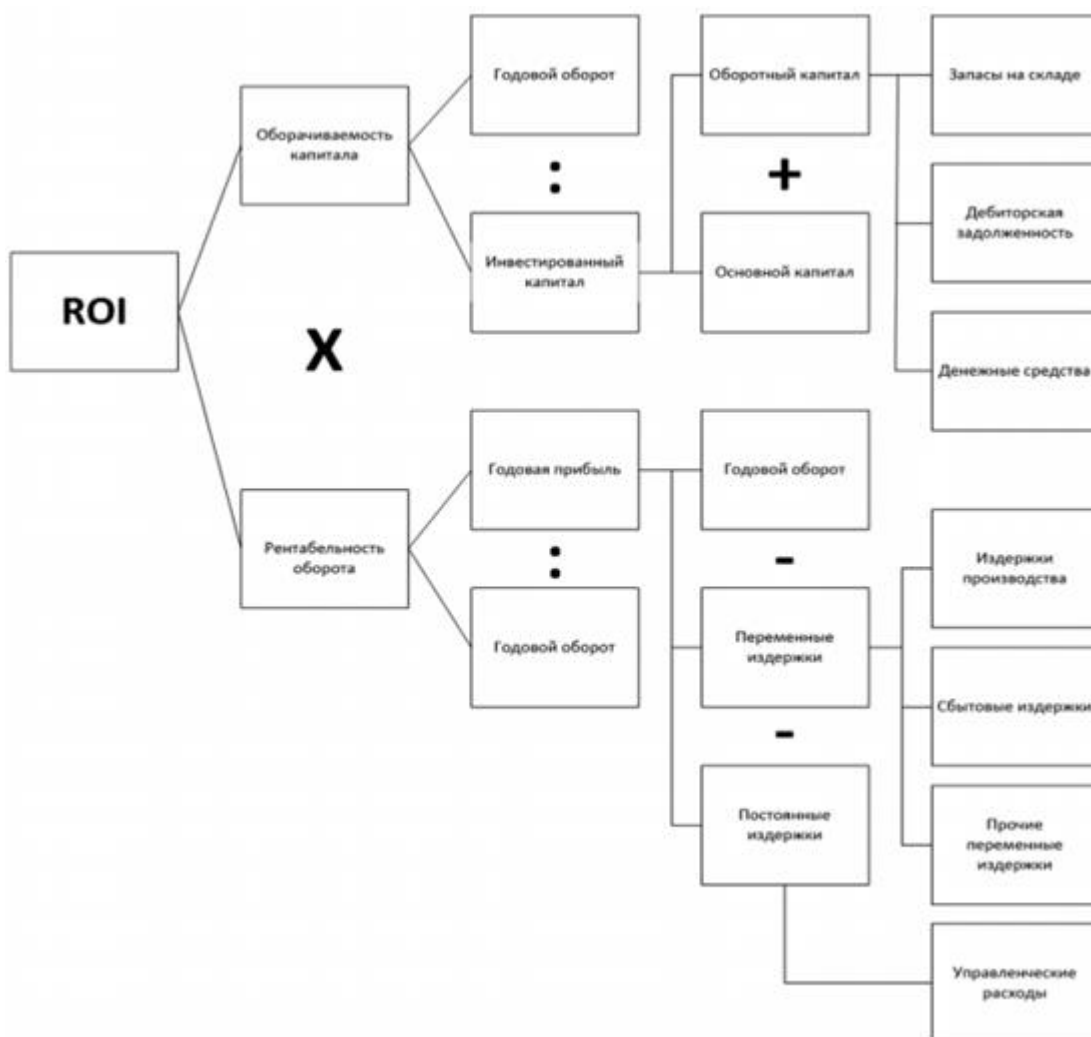 Годовой оборот
Оборотный капитал
Запасы на складе
Оборачиваемость
капитала
:
+
Дебиторская
задолженность
Инвестированный
капитал
Основной капитал
ROI
X
Денежные средства
Годовая прибыль
Годовой оборот
Рентабельность
оборота
:
-
Издержки
производства
Годовой оборот
Переменные
издержки
Сбытовые издержки
-
Постоянные
издержки
Прочие
переменные
издержки
Управленческие
расходы